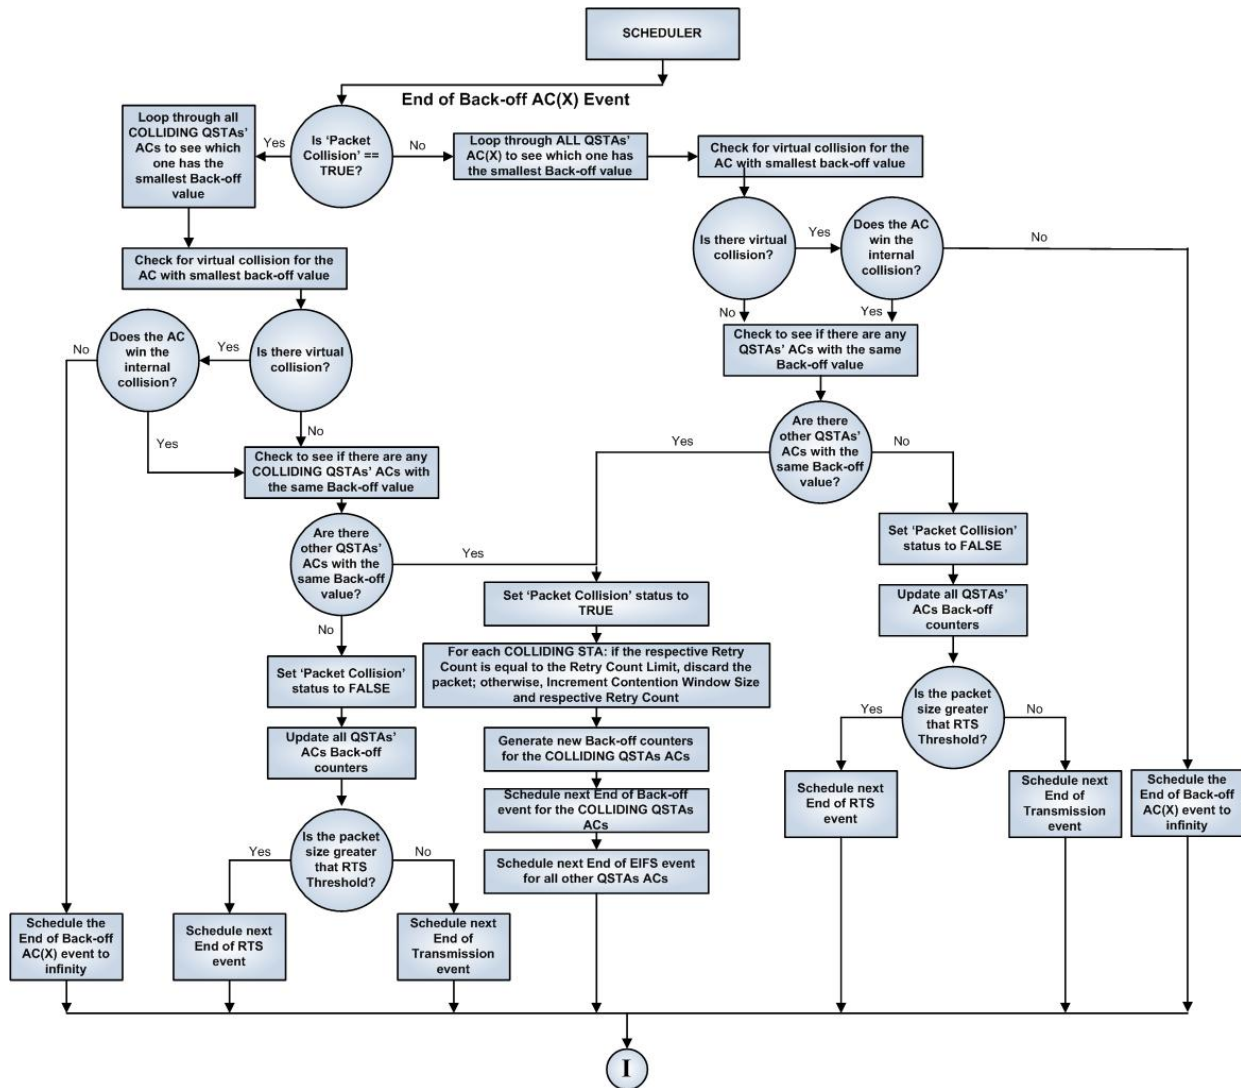 SCHEDULER
End of Back-off AC(X) Event
Loop through all
COLLIDING QSTAs'
ACs to see which
one has the
smallest Back-off
value
Yes
Is 'Packet
Collision' ==
TRUE?
No
Loop through ALL QSTAs'
AC(X) to see which one has
the smallest Back-off value
Check for virtual collision for the
AC with smallest back-off value
Is there virtual
collision?
Yes
Does the AC
win the
internal
collision?
No
Check for virtual collision for the
AC with smallest back-off value
No
Yes
No
Does the AC
win the
internal
collision?
Yes
Is there virtual
collision?
Check to see if there are any
QSTAs' ACs with the same
Back-off value
Yes
No
Check to see if there are any
COLLIDING QSTAs' ACs with
the same Back-off value
Yes
Are there
other QSTAs'
ACs with the
same Back-off
value?
No
Are there
other QSTAs'
ACs with the
same Back-off
value?
Yes
Set 'Packet Collision'
status to FALSE
No
Set 'Packet Collision' status to
TRUE
Update all QSTAs'
ACs Back-off
counters
Set 'Packet Collision'
status to FALSE
For each COLLIDING STA: if the respective Retry
Count is equal to the Retry Count Limit, discard the
packet; otherwise, Increment Contention Window Size
and respective Retry Count
Yes
Is the packet
size greater
that RTS
Threshold?
No
Update all QSTAs'
ACs Back-off
counters
Generate new Back-off counters
for the COLLIDING QSTAs ACs
Schedule next End of Back-off
event for the COLLIDING QSTAs
ACs
Schedule next
End of RTS
event
Schedule next
End of
Transmission
event
Schedule the
End of Back-off
AC(X) event to
infinity
Yes
Is the packet
size greater
that RTS
Threshold?
No
Schedule next End of EIFS event
for all other QSTAs ACs
Schedule the
End of Back-off
AC(X) event to
infinity
Schedule next
End of RTS
event
Schedule next
End of
Transmission
event
I